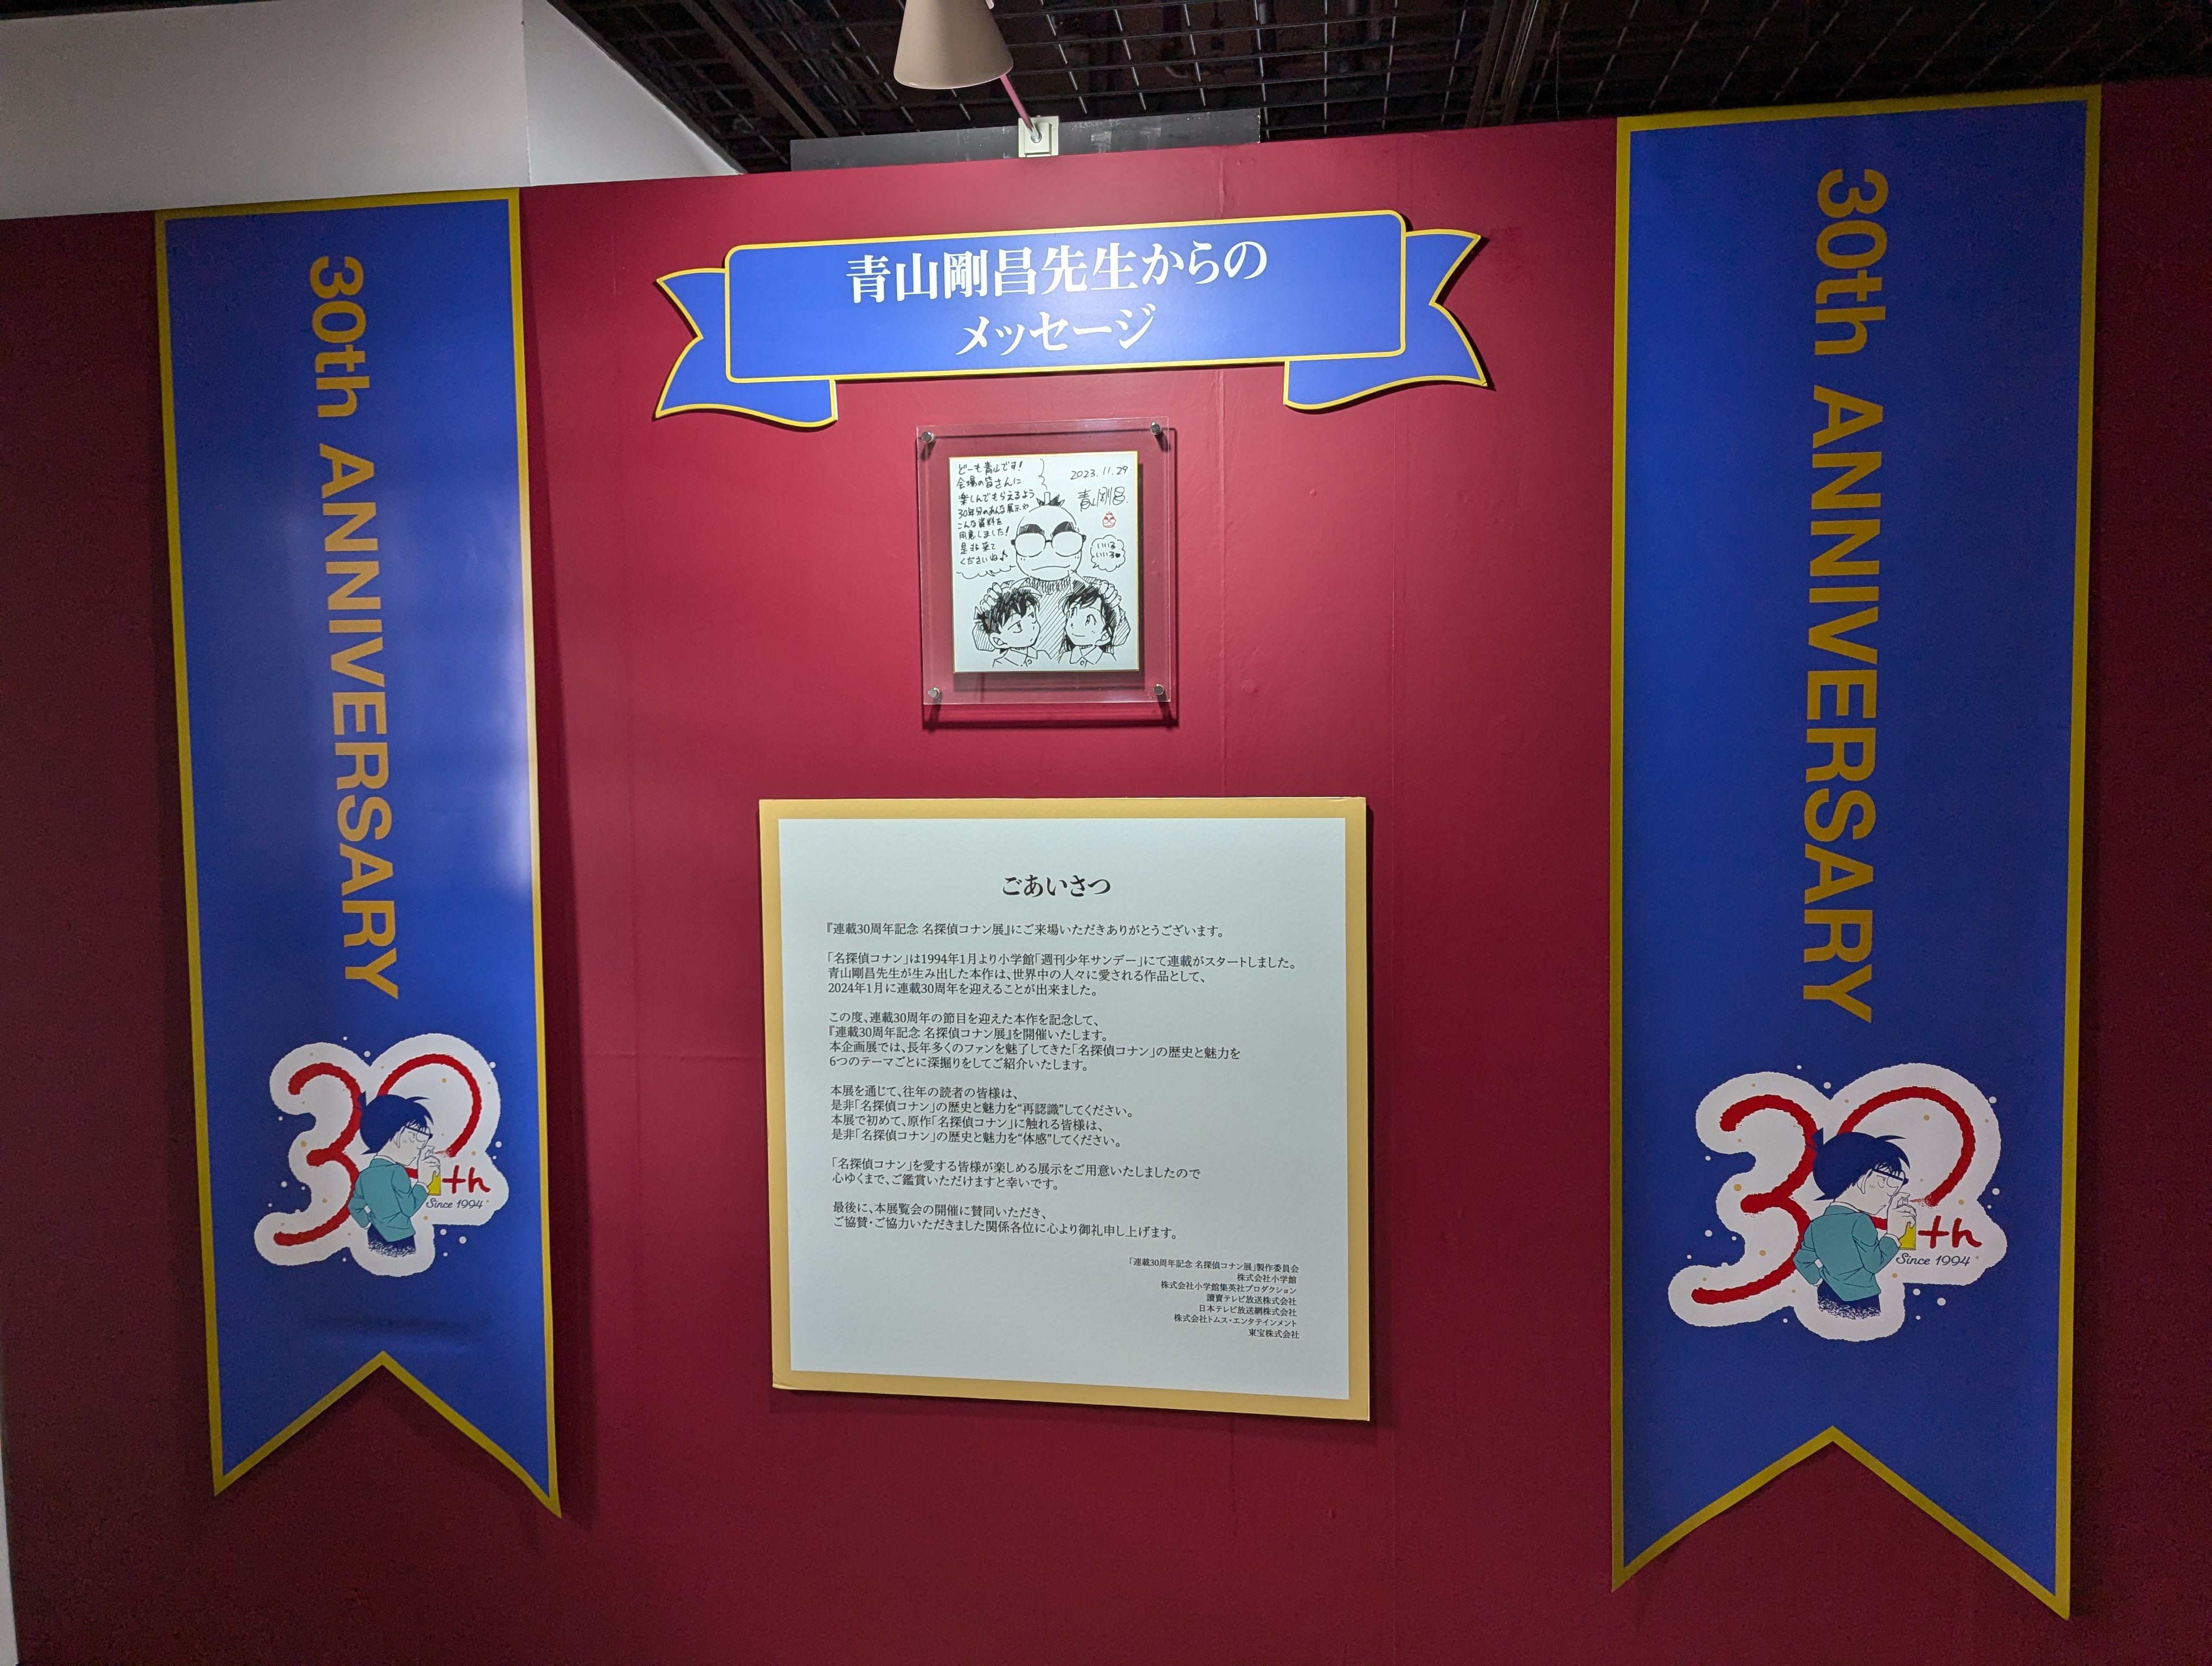 30th ANNIVERSARY
30th
Since 1994
青山剛昌先生からの
メッセージ
どーも青山です!
会場の皆さんに
楽しんでもらえるよう
30年分のあんな展示や
こんな資料を
用意しました!
是非来て
くださいね♪
2023.11.29
青山剛昌
いいる
いいる♥
ごあいさつ
『連載30周年記念 名探偵コナン展』にご来場いただきありがとうございます。
「名探偵コナン」は1994年1月より小学館「週刊少年サンデー」にて連載がスタートしました。
青山剛昌先生が生み出した本作は、世界中の人々に愛される作品として、
2024年1月に連載30周年を迎えることが出来ました。
この度、連載30周年の節目を迎えた本作を記念して、
『連載30周年記念 名探偵コナン展』を開催いたします。
本企画展では、長年多くのファンを魅了してきた「名探偵コナン」の歴史と魅力を
6つのテーマごとに深掘りをしてご紹介いたします。
本展を通じて、往年の読者の皆様は、
是非「名探偵コナン」の歴史と魅力を“再認識”してください。
本展で初めて、原作「名探偵コナン」に触れる皆様は、
是非「名探偵コナン」の歴史と魅力を“体感”してください。
「名探偵コナン」を愛する皆様が楽しめる展示をご用意いたしましたので
心ゆくまで、ご鑑賞いただけますと幸いです。
最後に、本展覧会の開催に賛同いただき、
ご協賛・ご協力いただきました関係各位に心より御礼申し上げます。
「連載30周年記念 名探偵コナン展」製作委員会
株式会社小学館
株式会社小学館集英社プロダクション
讀賣テレビ放送株式会社
日本テレビ放送網株式会社
株式会社トムス・エンタテインメント
東宝株式会社
30th ANNIVERSARY
30th
Since 1994